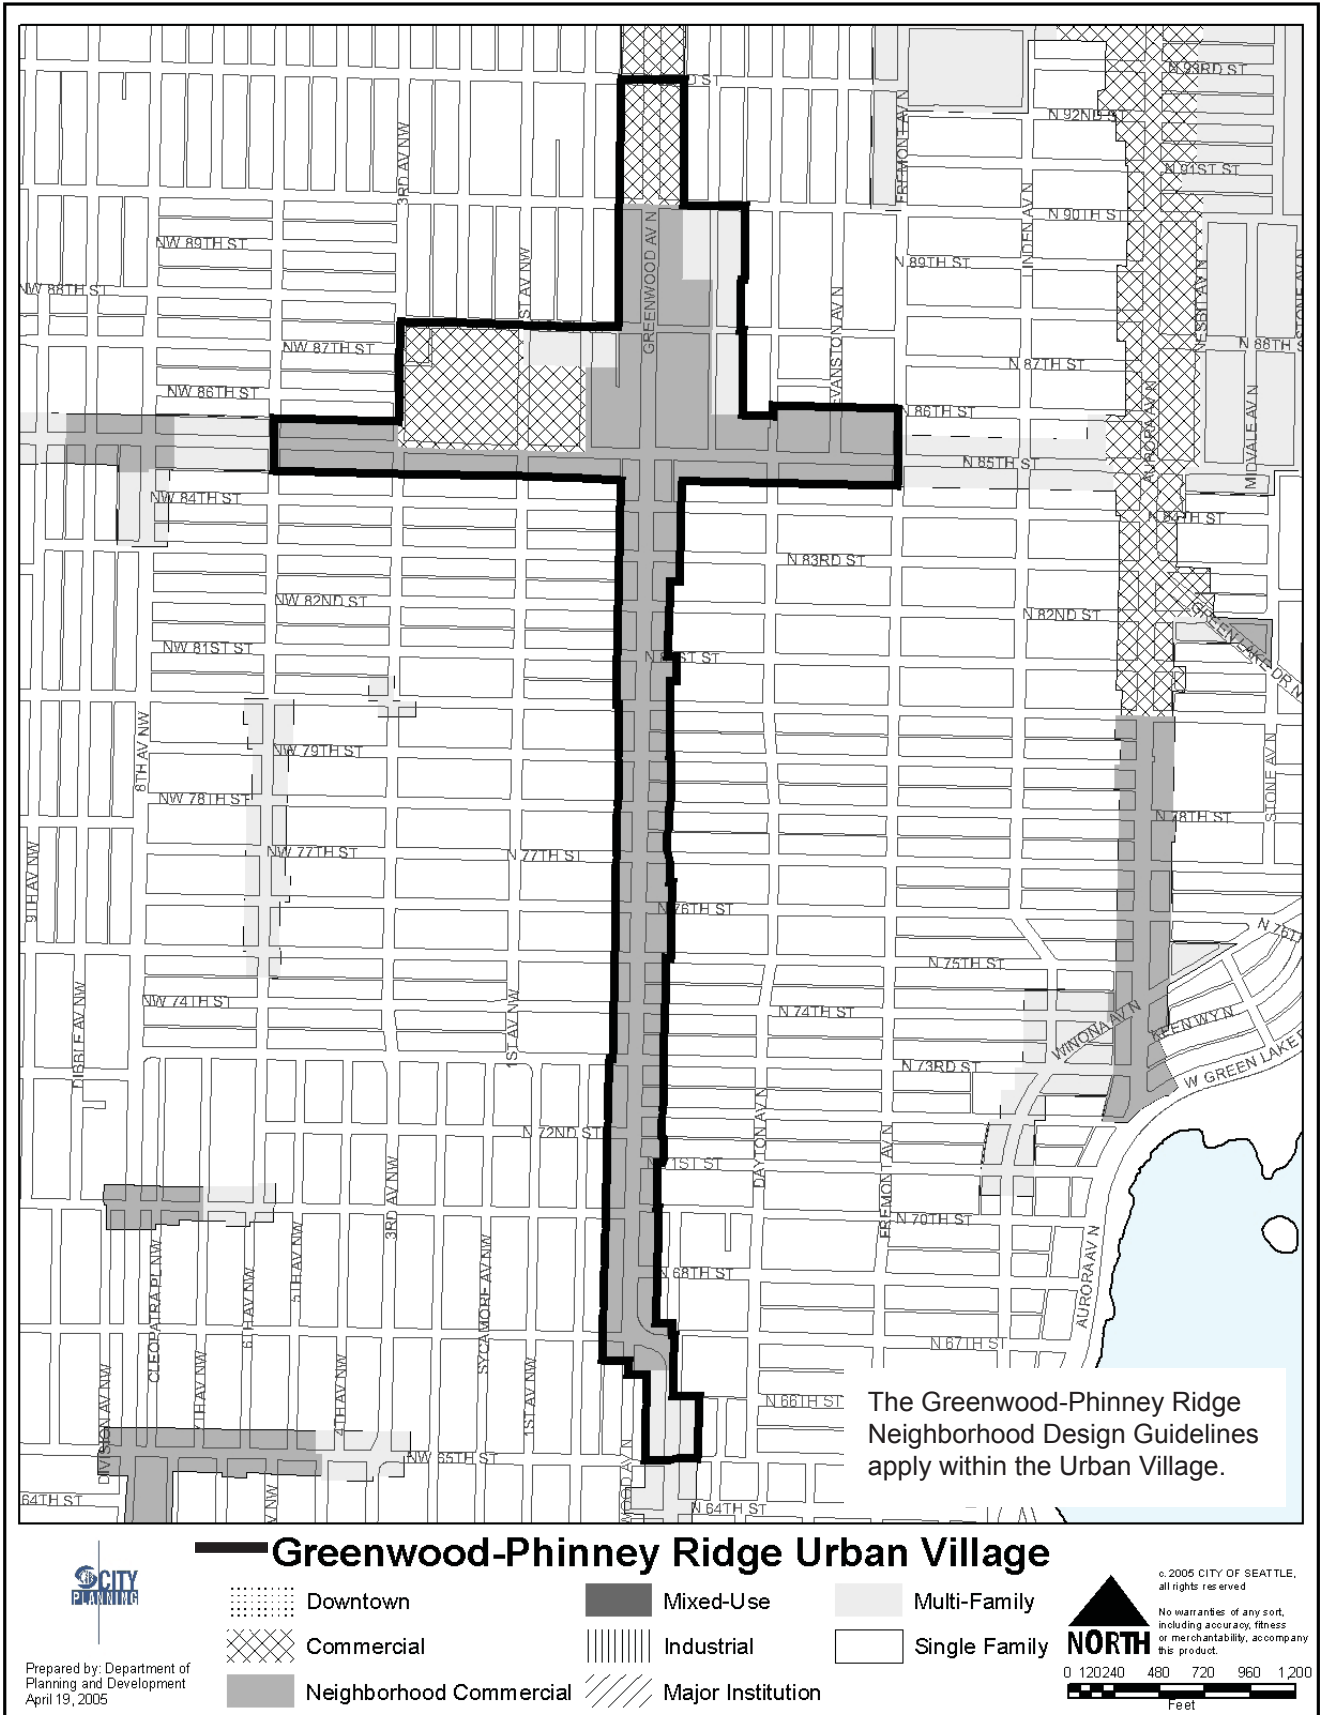 D ST
N 93RD ST
FREMONT AV N
N 92ND ST
3RD AV NW
N 91ST ST
N 90TH ST
LINDEN AV N
GREENWOOD AV N
NW 89TH ST
N 89TH ST
1ST AV NW
NW 88TH ST
EVANSTON AV N
NESBIT AV N
STONE AV N
N 88TH S
NW 87TH ST
N 87TH ST
NW 86TH ST
N 86TH ST
AURORA AV N
MIDVALE AV N
N 85TH ST
NW 84TH ST
N 84TH ST
N 83RD ST
NW 82ND ST
N 82ND ST
GREEN LAKE DR N
NW 81ST ST
N 81ST ST
8TH AV NW
NW 79TH ST
STONE AV N
NW 78TH ST
N 78TH ST
9TH AV NW
NW 77TH ST
N 77TH ST
N 76TH ST
N 76TH
N 75TH ST
NW 74TH ST
1ST AV NW
N 74TH ST
DIBBLE AV NW
WINONA AV N
KEEN WY N
N 73RD ST
W GREEN LAKE
N 72ND ST
DAYTON AV N
FREMONT AV N
N 71ST ST
3RD AV NW
N 70TH ST
CLEOPATRA PL NW
6TH AV NW
5TH AV NW
SYCAMORE AV NW
N 68TH ST
AURORA AV N
N 67TH ST
DIVISION AV NW
7TH AV NW
4TH AV NW
1ST AV NW
N 66TH ST
The Greenwood-Phinney Ridge
Neighborhood Design Guidelines
apply within the Urban Village.
NW 65TH ST
64TH ST
V NW
WOOD AV N
N 64TH ST
Greenwood-Phinney Ridge Urban Village
CITY
PLANNING
Prepared by: Department of
Planning and Development
April 19, 2005
Downtown
Commercial
Neighborhood Commercial
Mixed-Use
Industrial
Major Institution
Multi-Family
Single Family
NORTH
c. 2005 CITY OF SEATTLE,
all rights reserved
No warranties of any sort,
including accuracy, fitness
or merchantability, accompany
this product.
0 120240 480 720 960 1,200
Feet